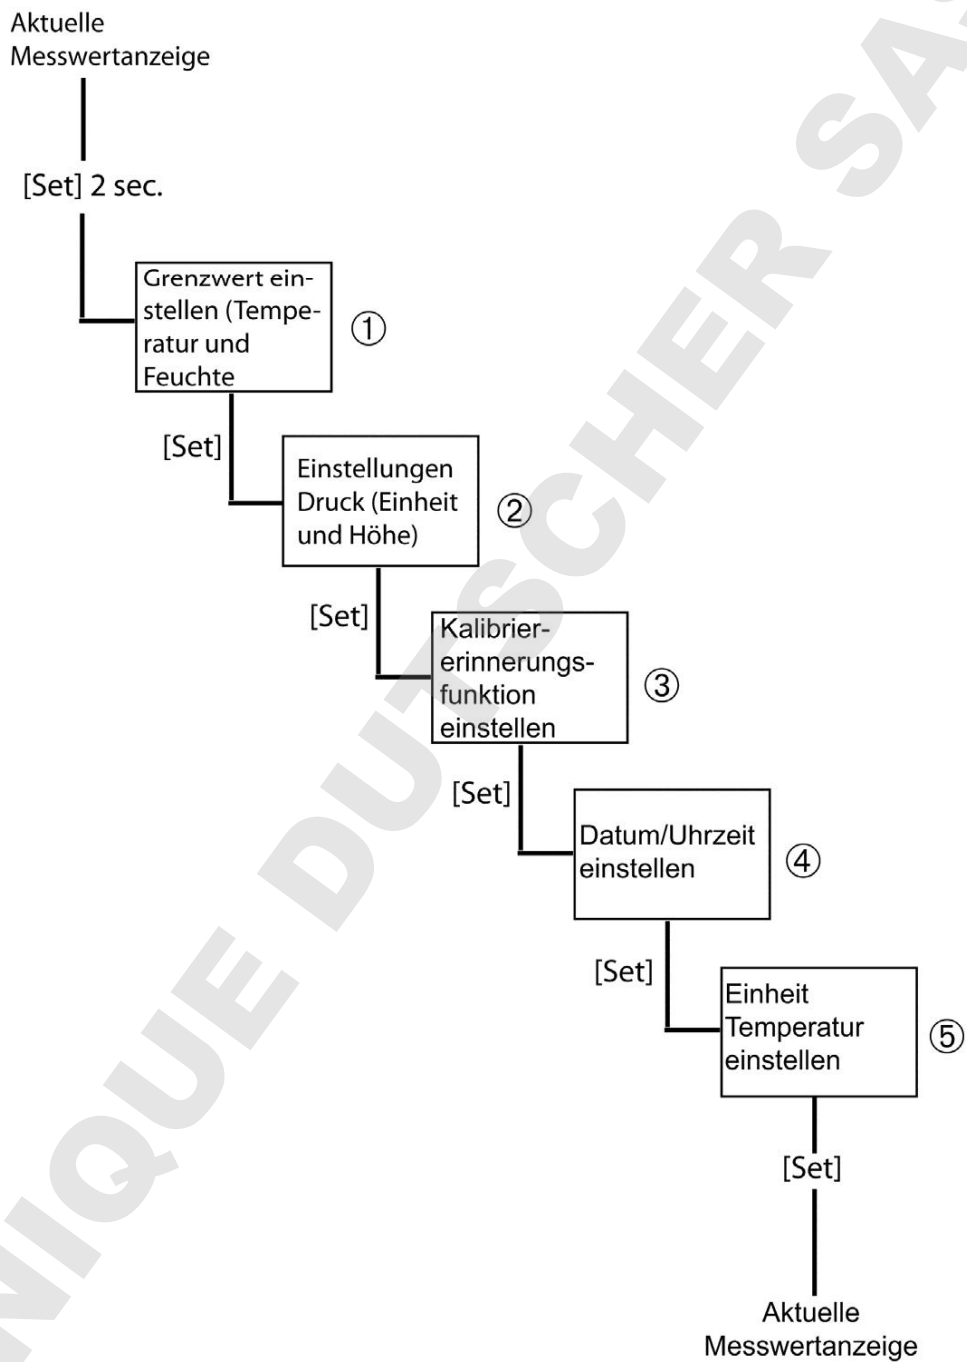 Aktuelle
Messwertanzeige
[Set] 2 sec.
Grenzwert ein-
stellen (Tempe-
ratur und
Feuchte
①
[Set]
Einstellungen
Druck (Einheit
und Höhe)
②
[Set]
Kalibrier-
erinnerungs-
funktion
einstellen
③
[Set]
Datum/Uhrzeit
einstellen
④
[Set]
Einheit
Temperatur
einstellen
⑤
[Set]
Aktuelle
Messwertanzeige
DUTSCHER